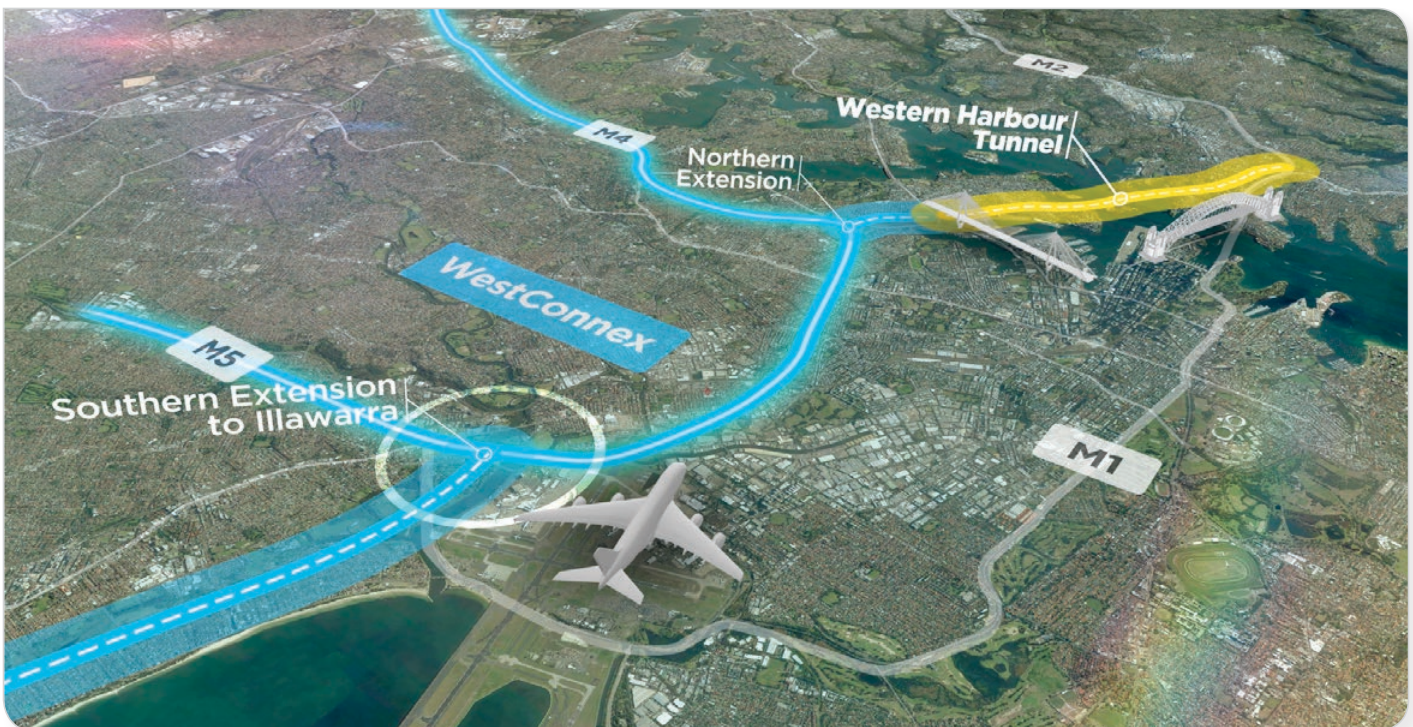 M2
Western Harbour
Tunnel
M4
Northern
Extension
WestConnex
M5
Southern Extension
to Illawarra
M1